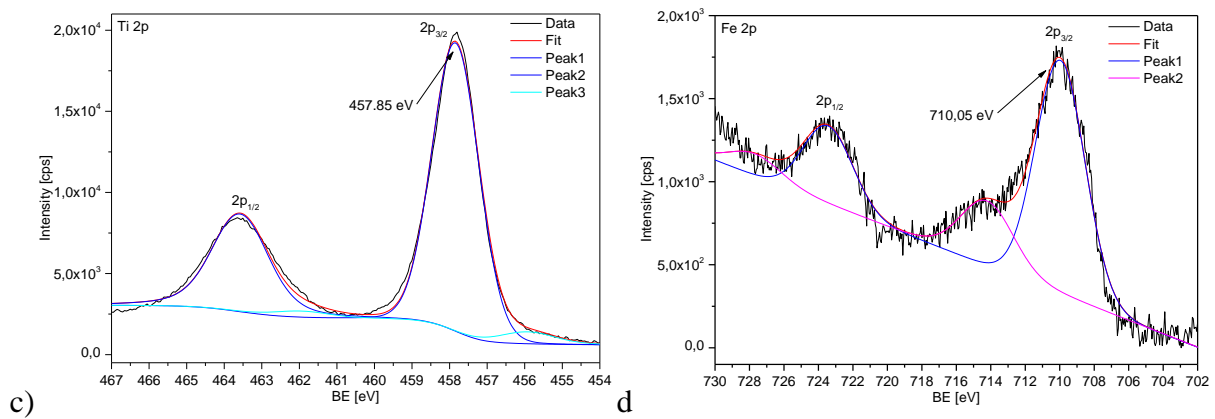 Ti 2p
2p3/2
Data
Fit
Peak1
Peak2
Peak3
457.85 eV
2p1/2
2,0x10⁴
1,5x10⁴
1,0x10⁴
5,0x10³
0,0
Intensity [cps]
467 466 465 464 463 462 461 460 459 458 457 456 455 454
BE [eV]
c)
Fe 2p
2p3/2
Data
Fit
Peak1
Peak2
710,05 eV
2p1/2
2,0x10³
1,5x10³
1,0x10³
5,0x10²
0,0
Intensity [cps]
730 728 726 724 722 720 718 716 714 712 710 708 706 704 702
BE [eV]
d